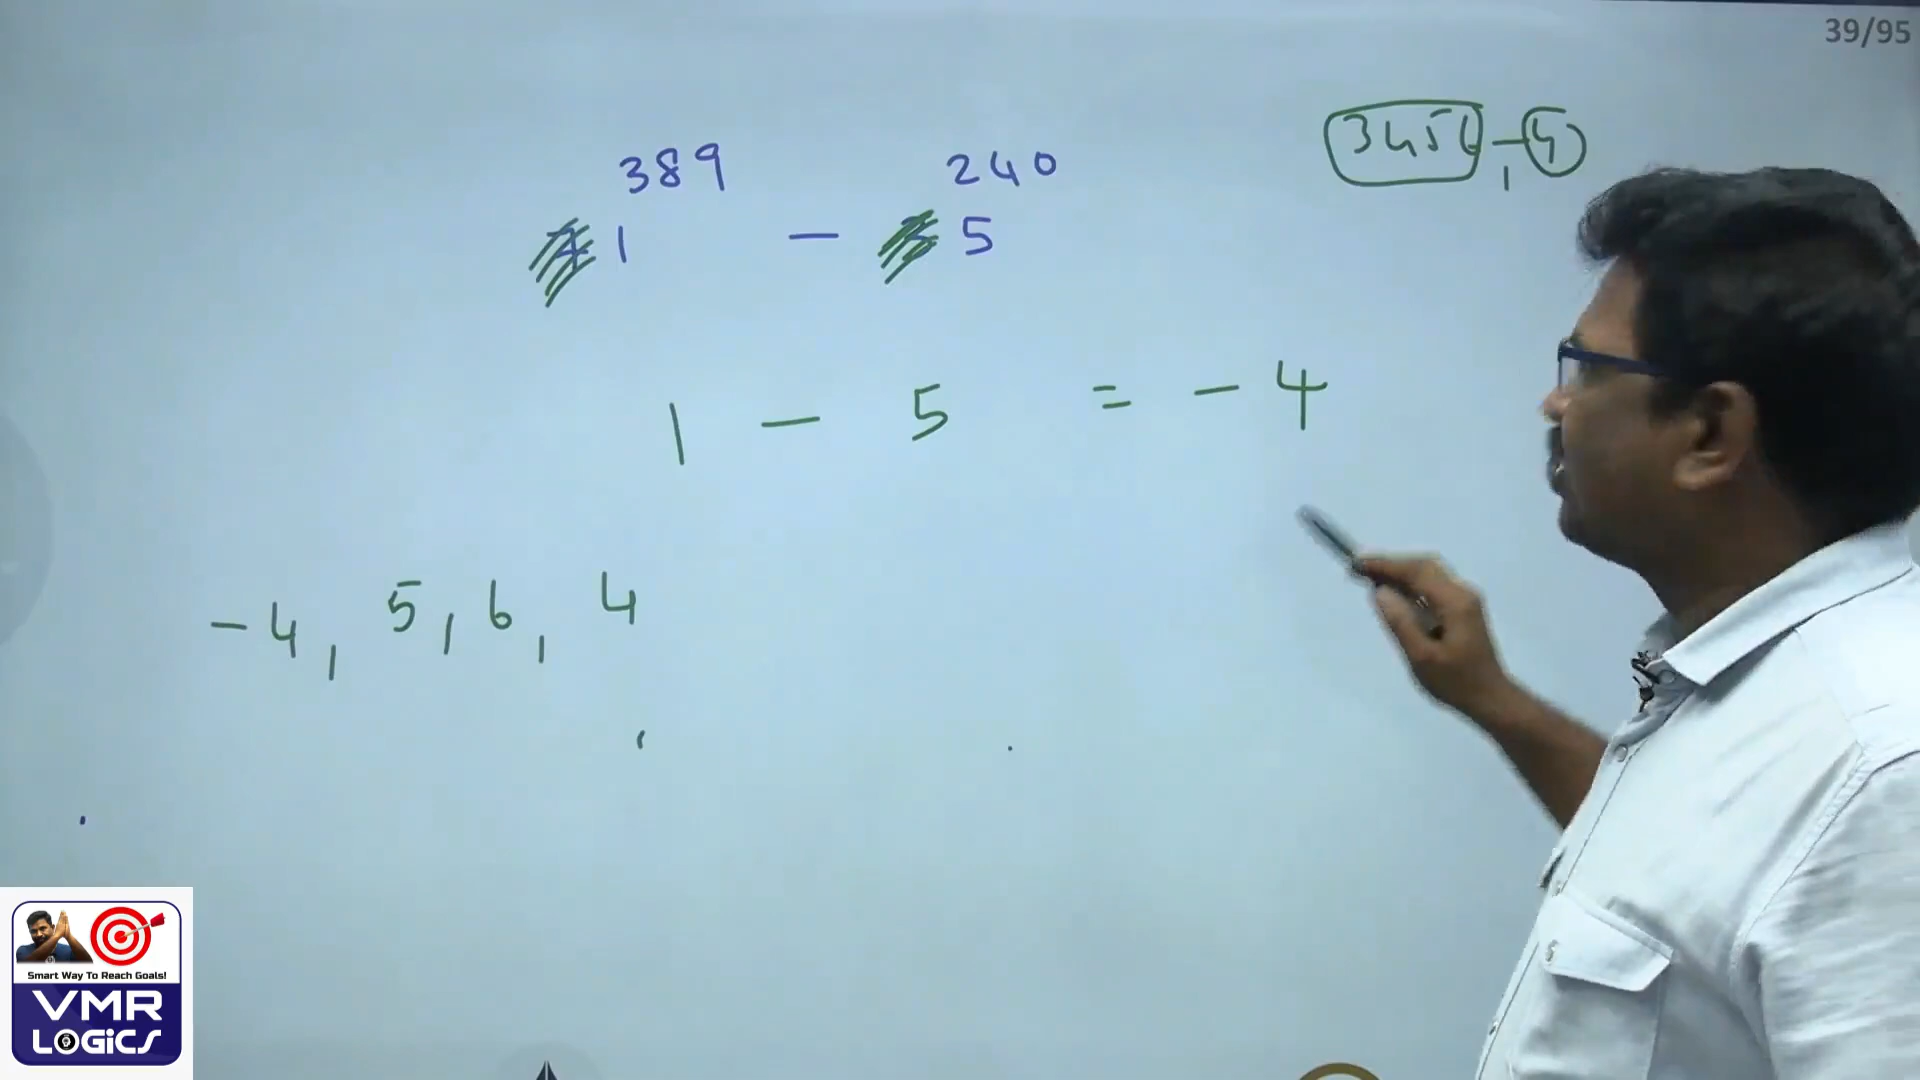 39/95
3456, -4
389 240
1 - 5
1 - 5 = - 4
-4, 5, 6, 4
Smart Way To Reach Goals!
VMR
LOGICS